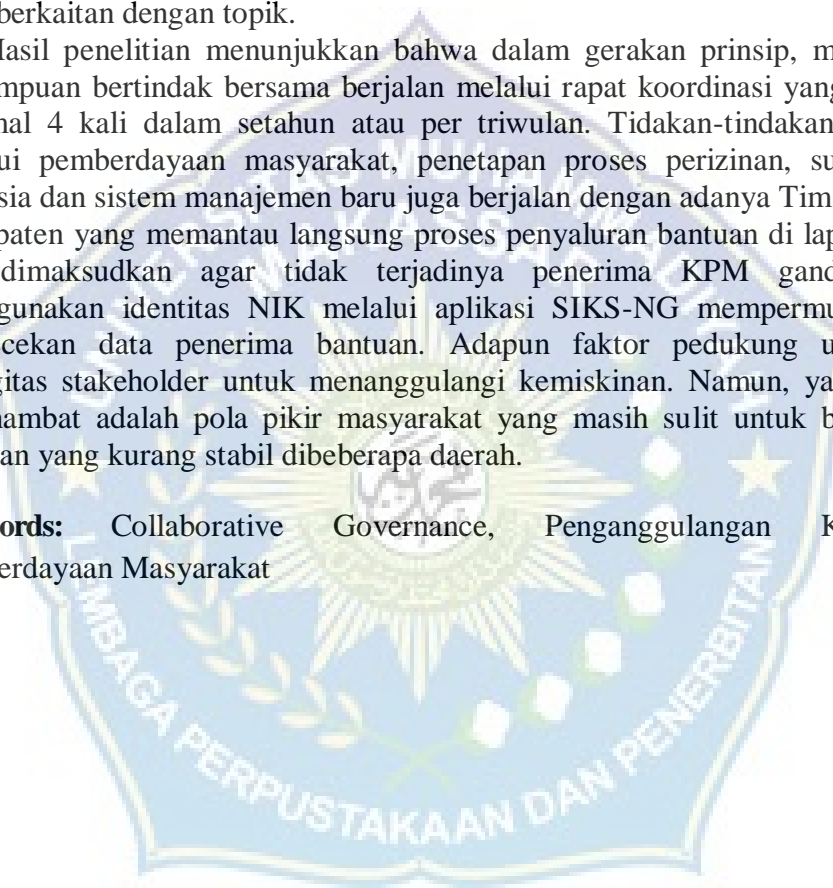 berkaitan dengan topik.
Hasil penelitian menunjukkan bahwa dalam gerakan prinsip, m
mpuan bertindak bersama berjalan melalui rapat koordinasi yang
nal 4 kali dalam setahun atau per triwulan. Tidakan-tindakan
ui pemberdayaan masyarakat, penetapan proses perizinan, su
sia dan sistem manajemen baru juga berjalan dengan adanya Tim
paten yang memantau langsung proses penyaluran bantuan di lap
dimaksudkan agar tidak terjadinya penerima KPM gand
gunakan identitas NIK melalui aplikasi SIKS-NG mempermu
cekan data penerima bantuan. Adapun faktor pedukung u
gitas stakeholder untuk menanggulangi kemiskinan. Namun, ya
ambat adalah pola pikir masyarakat yang masih sulit untuk b
an yang kurang stabil dibeberapa daerah.
ords: Collaborative Governance, Penganggulangan K
erdayaan Masyarakat
UNIVERSITAS MUHAMMADIYAH
MAKASSAR
LEMBAGA PERPUSTAKAAN DAN PENERBITAN